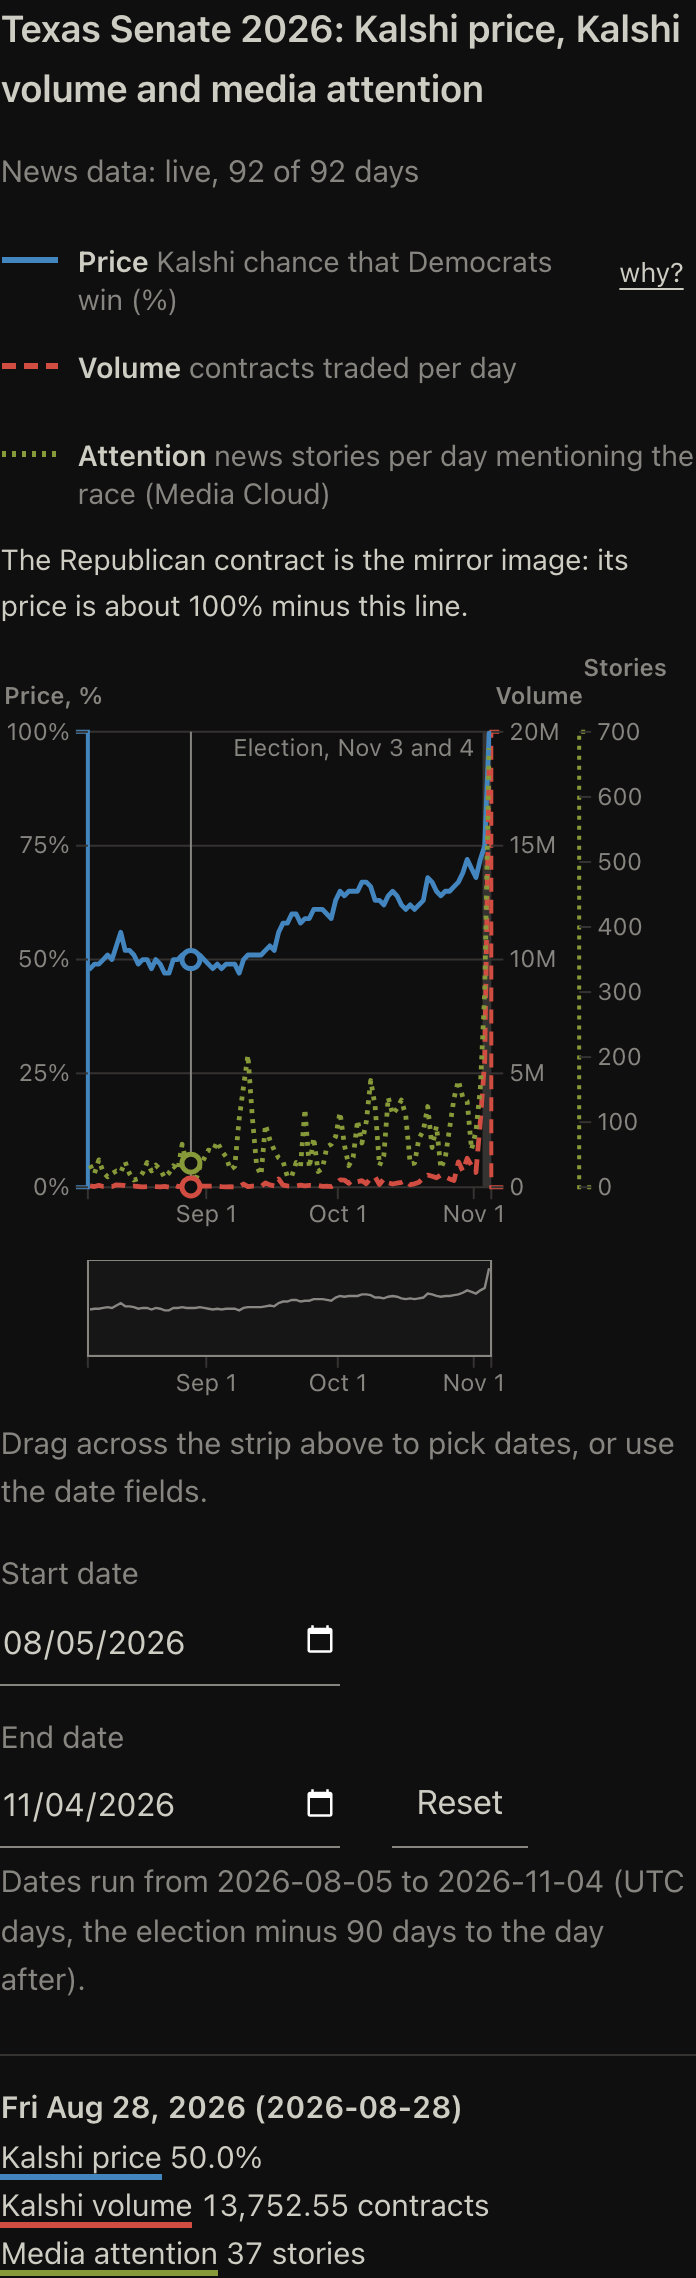 Texas Senate 2026: Kalshi price, Kalshi
volume and media attention
News data: live, 92 of 92 days
Price Kalshi chance that Democrats
win (%)
why?
Volume contracts traded per day
Attention news stories per day mentioning the
race (Media Cloud)
The Republican contract is the mirror image: its
price is about 100% minus this line.
Stories
Price, %
Volume
100%
20M
700
Election, Nov 3 and 4
600
75%
15M
500
400
50%
10M
300
200
25%
5M
100
0%
0
0
Sep 1
Oct 1
Nov 1
Sep 1
Oct 1
Nov 1
Drag across the strip above to pick dates, or use
the date fields.
Start date
08/05/2026
End date
11/04/2026
Reset
Dates run from 2026-08-05 to 2026-11-04 (UTC
days, the election minus 90 days to the day
after).
Fri Aug 28, 2026 (2026-08-28)
Kalshi price 50.0%
Kalshi volume 13,752.55 contracts
Media attention 37 stories